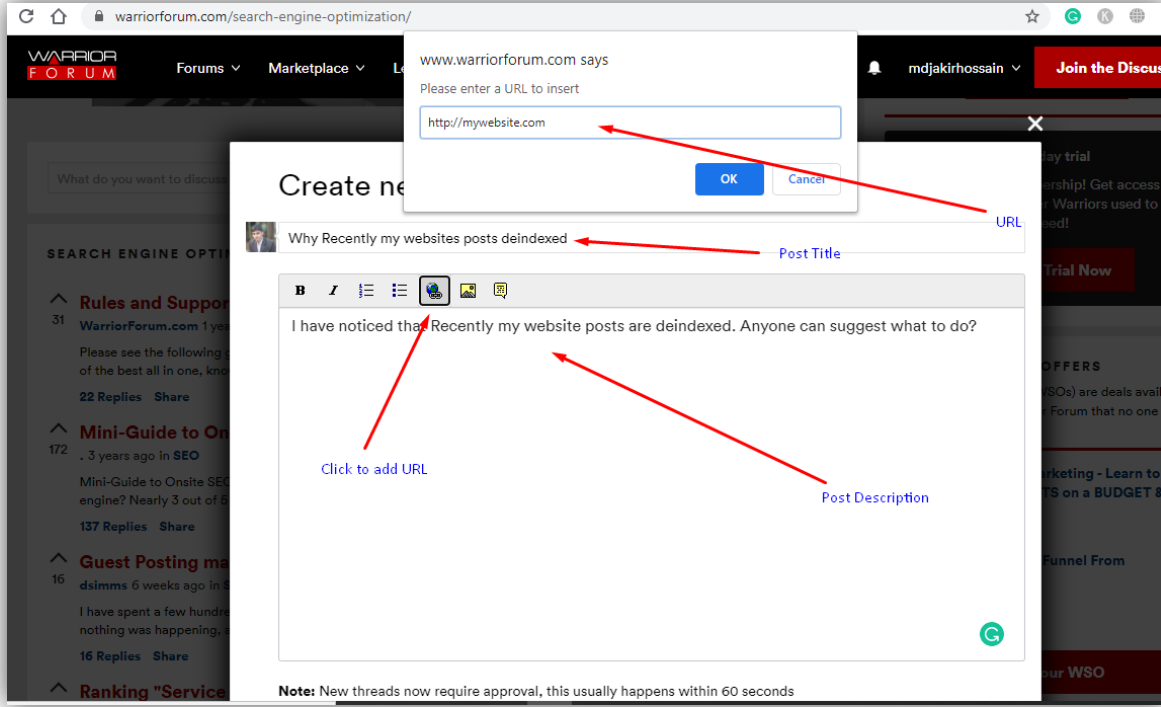 warriorforum.com/search-engine-optimization/
WARRIOR
FORUM
Forums
Marketplace
mdjakirhossain
Join the Discus
www.warriorforum.com says
Please enter a URL to insert
http://mywebsite.com
OK
Cancel
URL
What do you want to discuss
Create ne
Why Recently my websites posts deindexed
Post Title
B I
I have noticed that Recently my website posts are deindexed. Anyone can suggest what to do?
Click to add URL
Post Description
Note: New threads now require approval, this usually happens within 60 seconds
SEARCH ENGINE OPTI
31
Rules and Suppor
WarriorForum.com 1 yea
Please see the following
of the best all in one, kno
22 Replies Share
172
Mini-Guide to On
. 3 years ago in SEO
Mini-Guide to Onsite SEO
engine? Nearly 3 out of 5
137 Replies Share
16
Guest Posting ma
dsimms 6 weeks ago in
I have spent a few hundre
nothing was happening,
16 Replies Share
Ranking "Service
lay trial
ership! Get access
r Warriors used to
eed!
Trial Now
OFFERS
WSOs) are deals avail
Forum that no one
rketing - Learn to
TS on a BUDGET &
Funnel From
our WSO